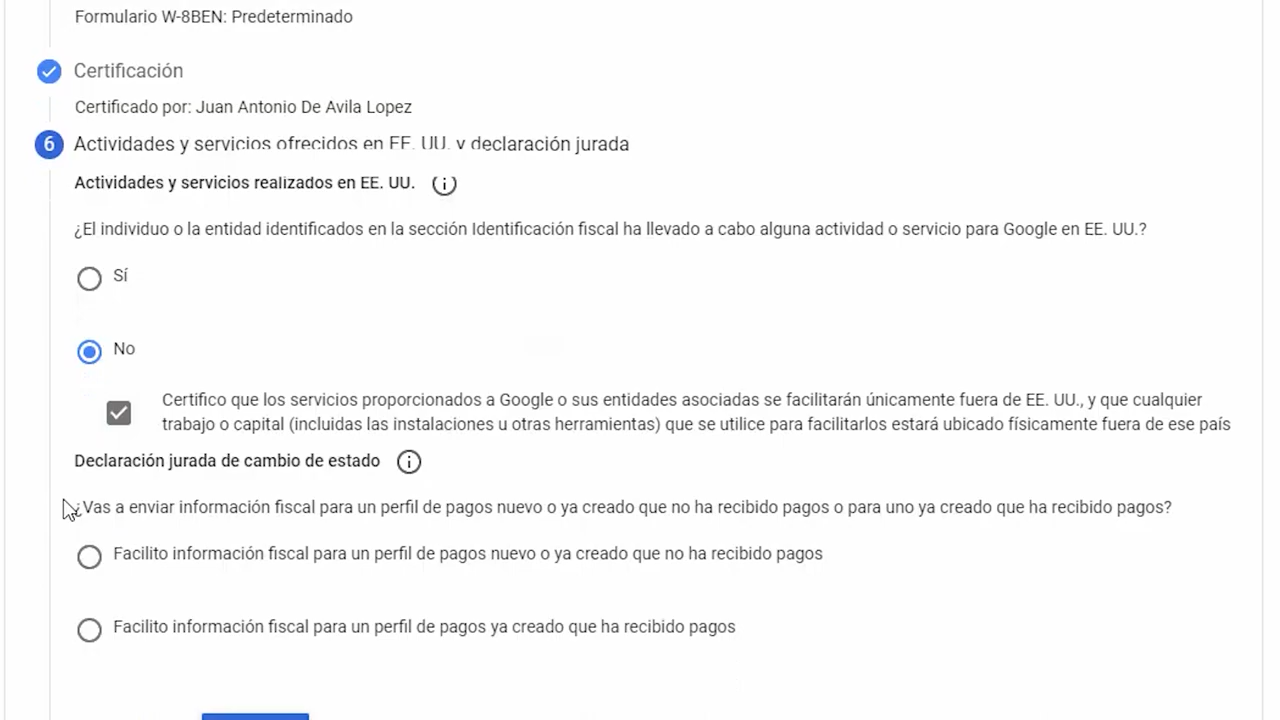 Formulario W-8BEN: Predeterminado
Certificación
Certificado por: Juan Antonio De Avila Lopez
6 Actividades y servicios ofrecidos en EE. UU. y declaración jurada
Actividades y servicios realizados en EE. UU.
¿El individuo o la entidad identificados en la sección Identificación fiscal ha llevado a cabo alguna actividad o servicio para Google en EE. UU.?
Sí
No
Certifico que los servicios proporcionados a Google o sus entidades asociadas se facilitarán únicamente fuera de EE. UU., y que cualquier
trabajo o capital (incluidas las instalaciones u otras herramientas) que se utilice para facilitarlos estará ubicado físicamente fuera de ese país
Declaración jurada de cambio de estado
¿Vas a enviar información fiscal para un perfil de pagos nuevo o ya creado que no ha recibido pagos o para uno ya creado que ha recibido pagos?
Facilito información fiscal para un perfil de pagos nuevo o ya creado que no ha recibido pagos
Facilito información fiscal para un perfil de pagos ya creado que ha recibido pagos